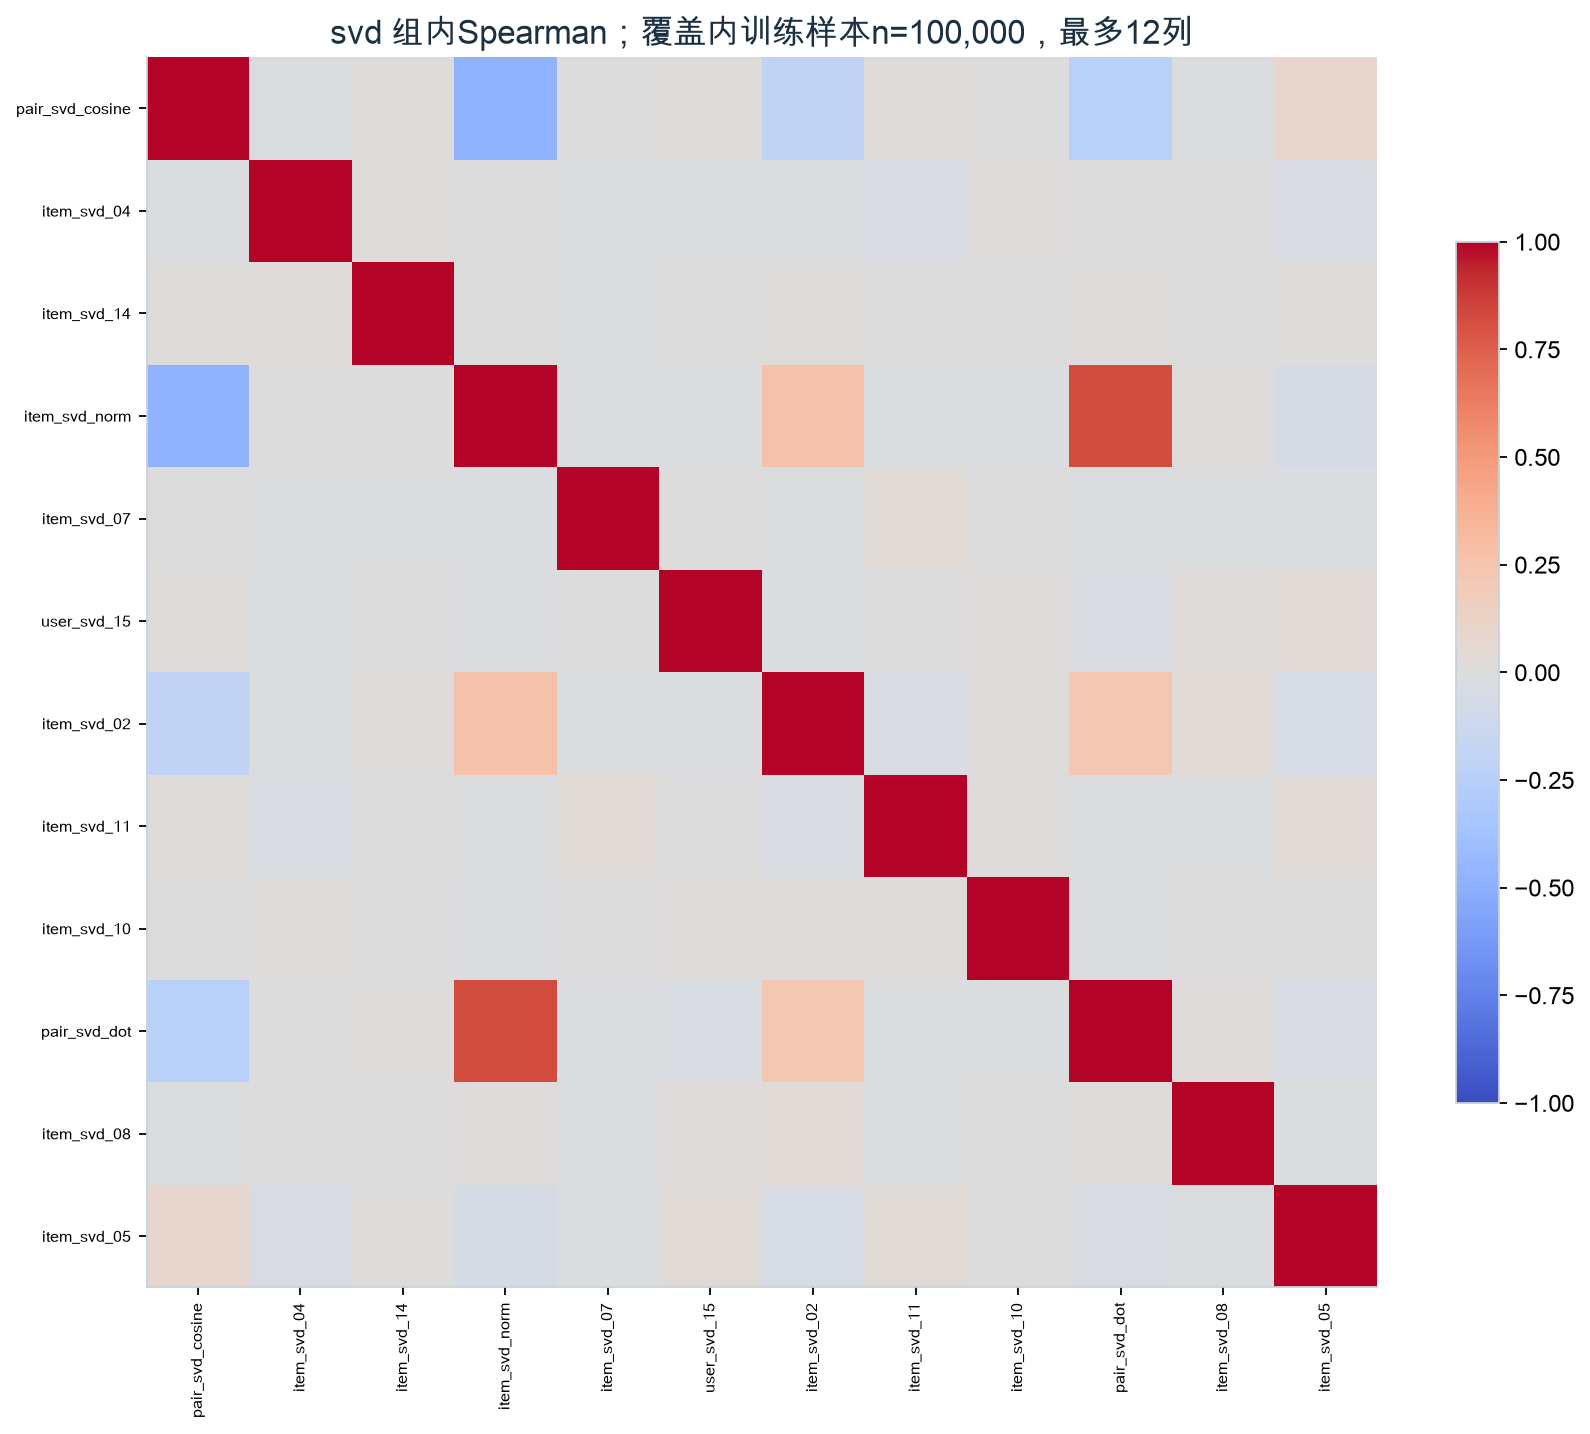 svd 组内Spearman；覆盖内训练样本n=100,000，最多12列
pair_svd_cosine
item_svd_04
item_svd_14
item_svd_norm
item_svd_07
user_svd_15
item_svd_02
item_svd_11
item_svd_10
pair_svd_dot
item_svd_08
item_svd_05
pair_svd_cosine
item_svd_04
item_svd_14
item_svd_norm
item_svd_07
user_svd_15
item_svd_02
item_svd_11
item_svd_10
pair_svd_dot
item_svd_08
item_svd_05
1.00
0.75
0.50
0.25
0.00
−0.25
−0.50
−0.75
−1.00